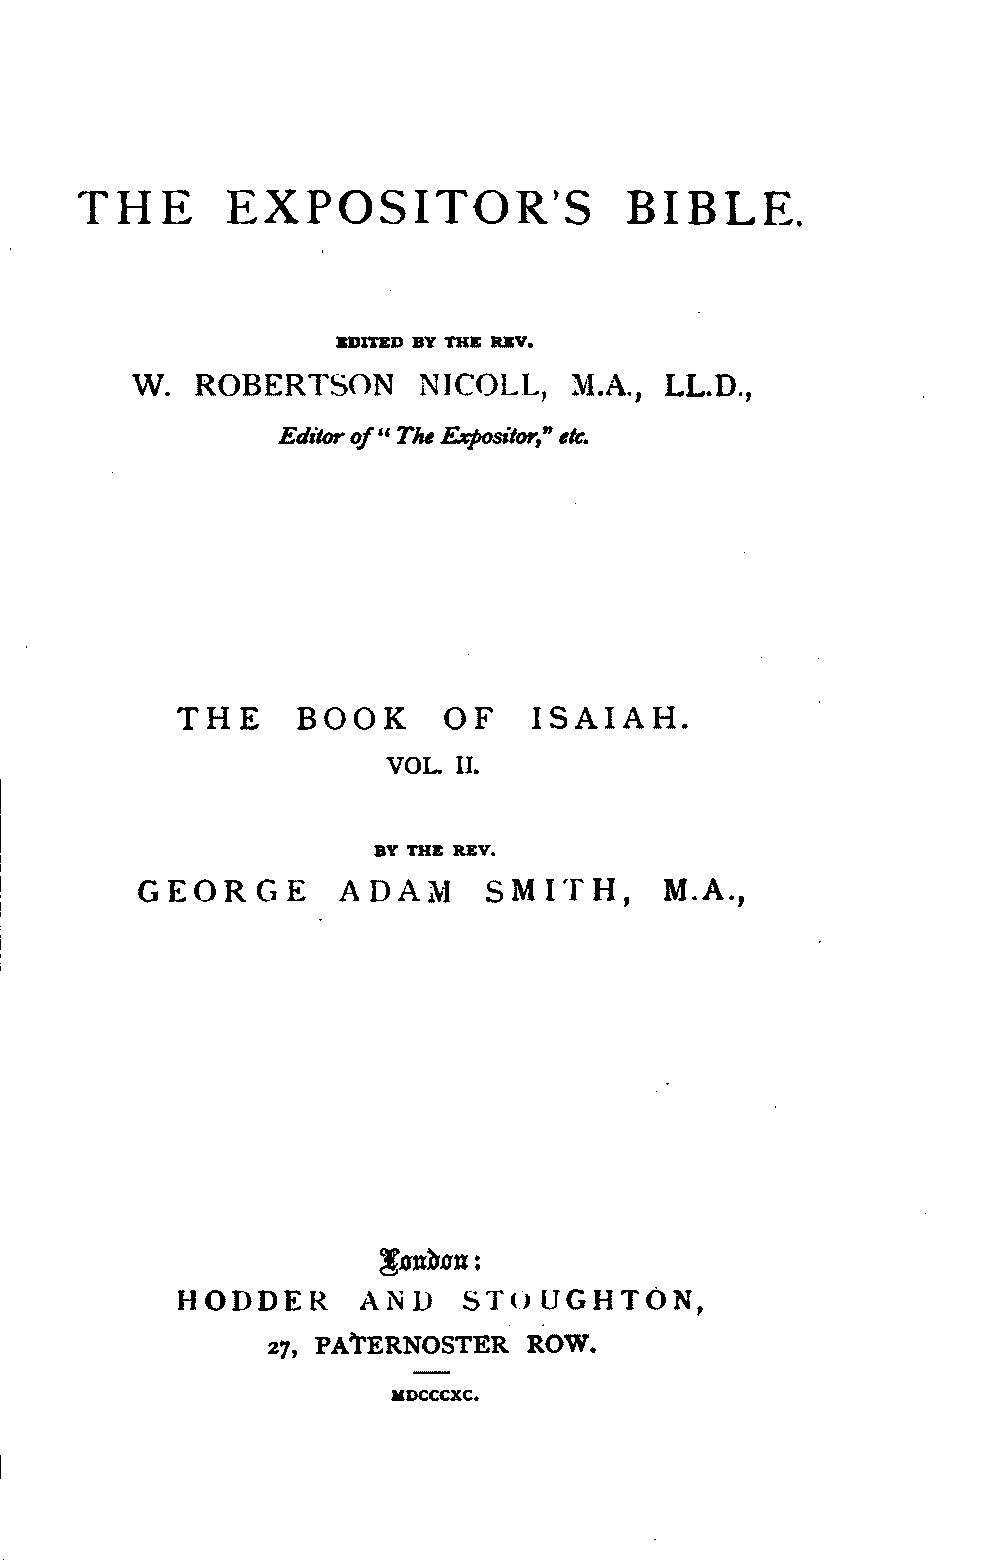 THE EXPOSITOR'S BIBLE.
EDITED BY THE REV.
W. ROBERTSON NICOLL, M.A., LL.D.,
Editor of "The Expositor," etc.
THE BOOK OF ISAIAH.
VOL. II.
BY THE REV.
GEORGE ADAM SMITH, M.A.,
London:
HODDER AND STOUGHTON,
27, PATERNOSTER ROW.
MDCCCXC.